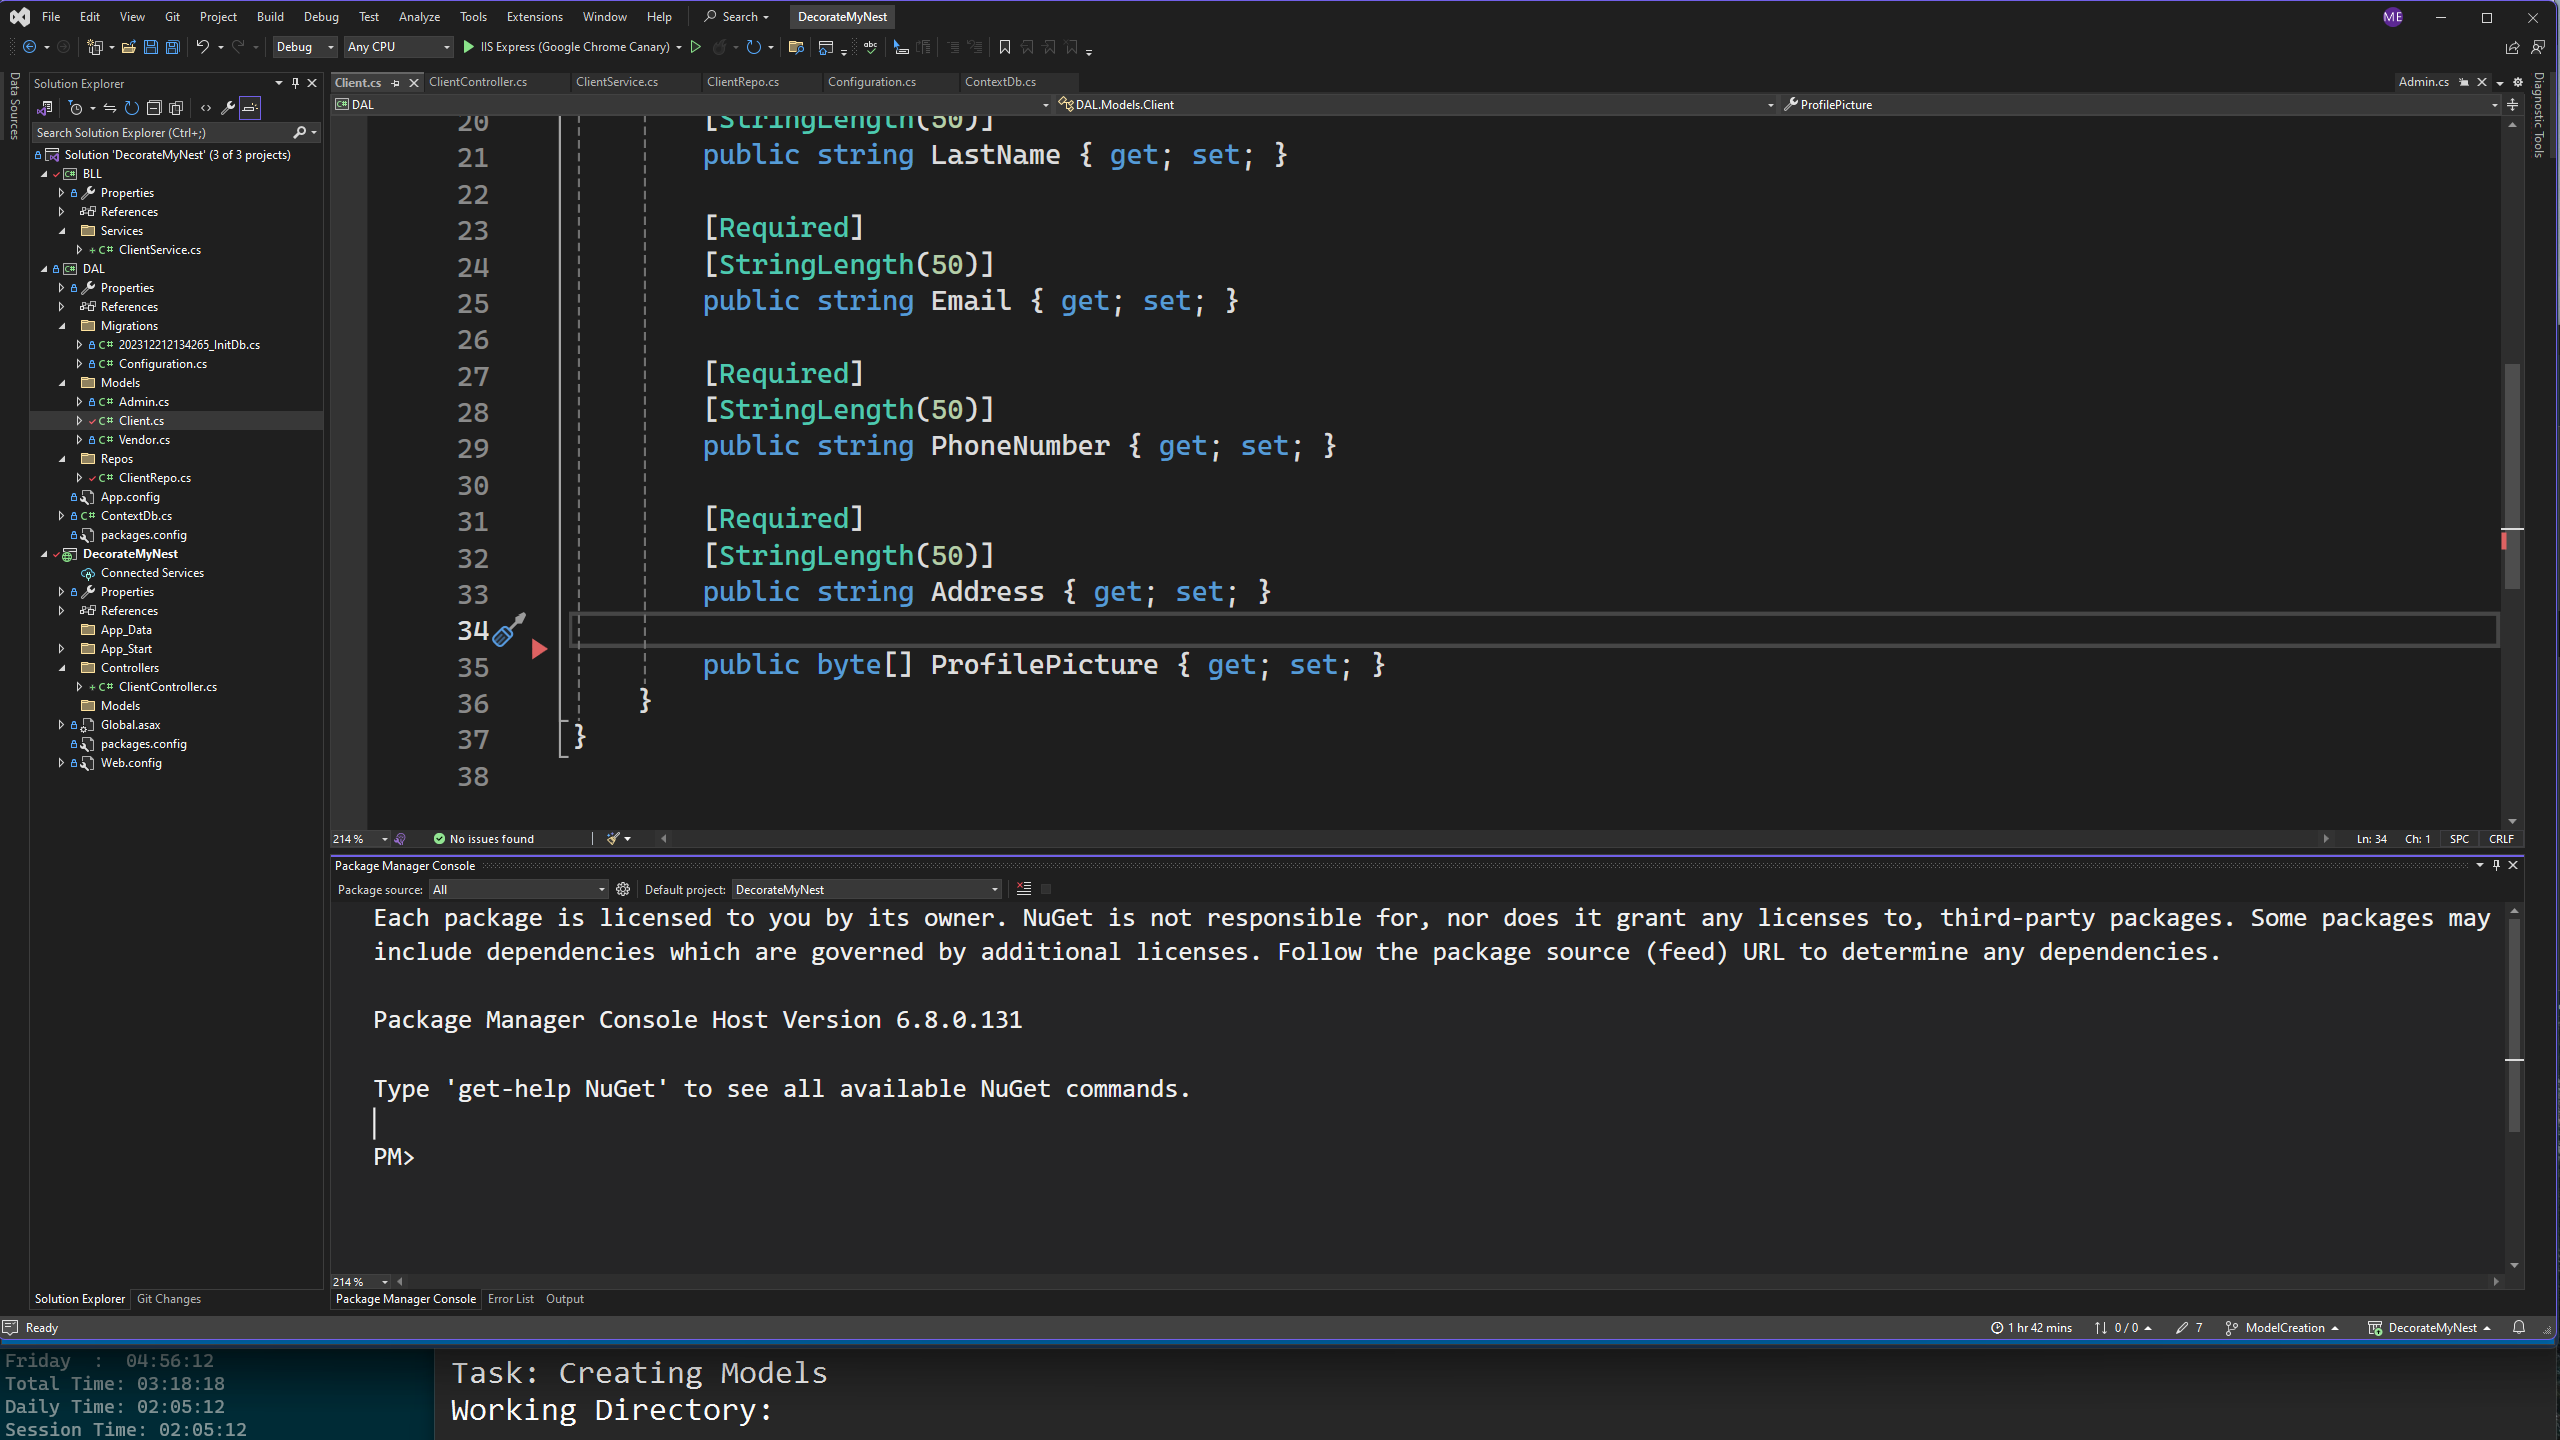 File Edit View Git Project Build Debug Test Analyze Tools Extensions Window Help Search DecorateMyNest ME
Debug Any CPU IIS Express (Google Chrome Canary)
Data Sources
Solution Explorer
Search Solution Explorer (Ctrl+;)
Solution 'DecorateMyNest' (3 of 3 projects)
BLL
Properties
References
Services
C# ClientService.cs
DAL
Properties
References
Migrations
C# 202312212134265_InitDb.cs
C# Configuration.cs
Models
C# Admin.cs
C# Client.cs
C# Vendor.cs
Repos
C# ClientRepo.cs
App.config
C# ContextDb.cs
packages.config
DecorateMyNest
Connected Services
Properties
References
App_Data
App_Start
Controllers
C# ClientController.cs
Models
Global.asax
packages.config
Web.config
Solution Explorer Git Changes
Client.cs ClientController.cs ClientService.cs ClientRepo.cs Configuration.cs ContextDb.cs Admin.cs
DAL DAL.Models.Client ProfilePicture
Diagnostic Tools
20 [StringLength(50)]
21 public string LastName { get; set; }
22
23 [Required]
24 [StringLength(50)]
25 public string Email { get; set; }
26
27 [Required]
28 [StringLength(50)]
29 public string PhoneNumber { get; set; }
30
31 [Required]
32 [StringLength(50)]
33 public string Address { get; set; }
34
35 public byte[] ProfilePicture { get; set; }
36 }
37 }
38
214 % No issues found Ln: 34 Ch: 1 SPC CRLF
Package Manager Console
Package source: All Default project: DecorateMyNest
Each package is licensed to you by its owner. NuGet is not responsible for, nor does it grant any licenses to, third-party packages. Some packages may
include dependencies which are governed by additional licenses. Follow the package source (feed) URL to determine any dependencies.
Package Manager Console Host Version 6.8.0.131
Type 'get-help NuGet' to see all available NuGet commands.
PM>
214 %
Package Manager Console Error List Output
Ready 1 hr 42 mins 0 / 0 7 ModelCreation DecorateMyNest
Friday : 04:56:12
Total Time: 03:18:18
Daily Time: 02:05:12
Session Time: 02:05:12
Task: Creating Models
Working Directory: